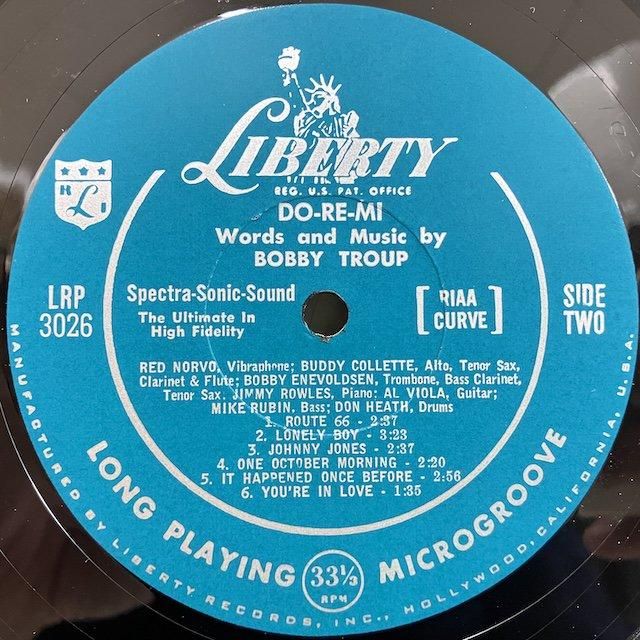 LIBERTY
REG. U.S. PAT. OFFICE
DO-RE-MI
Words and Music by
BOBBY TROUP
L
LRP
3026
Spectra-Sonic-Sound
The Ultimate In
High Fidelity
[RIAA
CURVE]
SIDE
TWO
RED NORVO, Vibraphone; BUDDY COLLETTE, Alto, Tenor Sax,
Clarinet & Flute; BOBBY ENEVOLDSEN, Trombone, Bass Clarinet,
Tenor Sax, JIMMY ROWLES, Piano; AL VIOLA, Guitar;
MIKE RUBIN, Bass; DON HEATH, Drums
1. ROUTE 66 - 2:37
2. LONELY BOY - 3:23
3. JOHNNY JONES - 2:37
4. ONE OCTOBER MORNING - 2:20
5. IT HAPPENED ONCE BEFORE - 2:56
6. YOU'RE IN LOVE - 1:35
LONG PLAYING 33⅓ RPM MICROGROOVE
MANUFACTURED BY LIBERTY RECORDS, INC., HOLLYWOOD, CALIFORNIA, U.S.A.